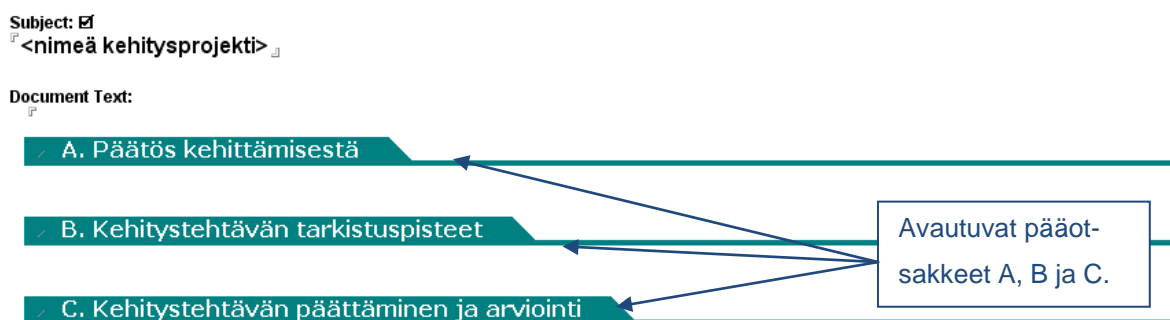 Subject: ☑
<nimeä kehitysprojekti>
Document Text:
A. Päätös kehittämisestä
B. Kehitystehtävän tarkistuspisteet
Avautuvat pääot-
sakkeet A, B ja C.
C. Kehitystehtävän päättäminen ja arviointi